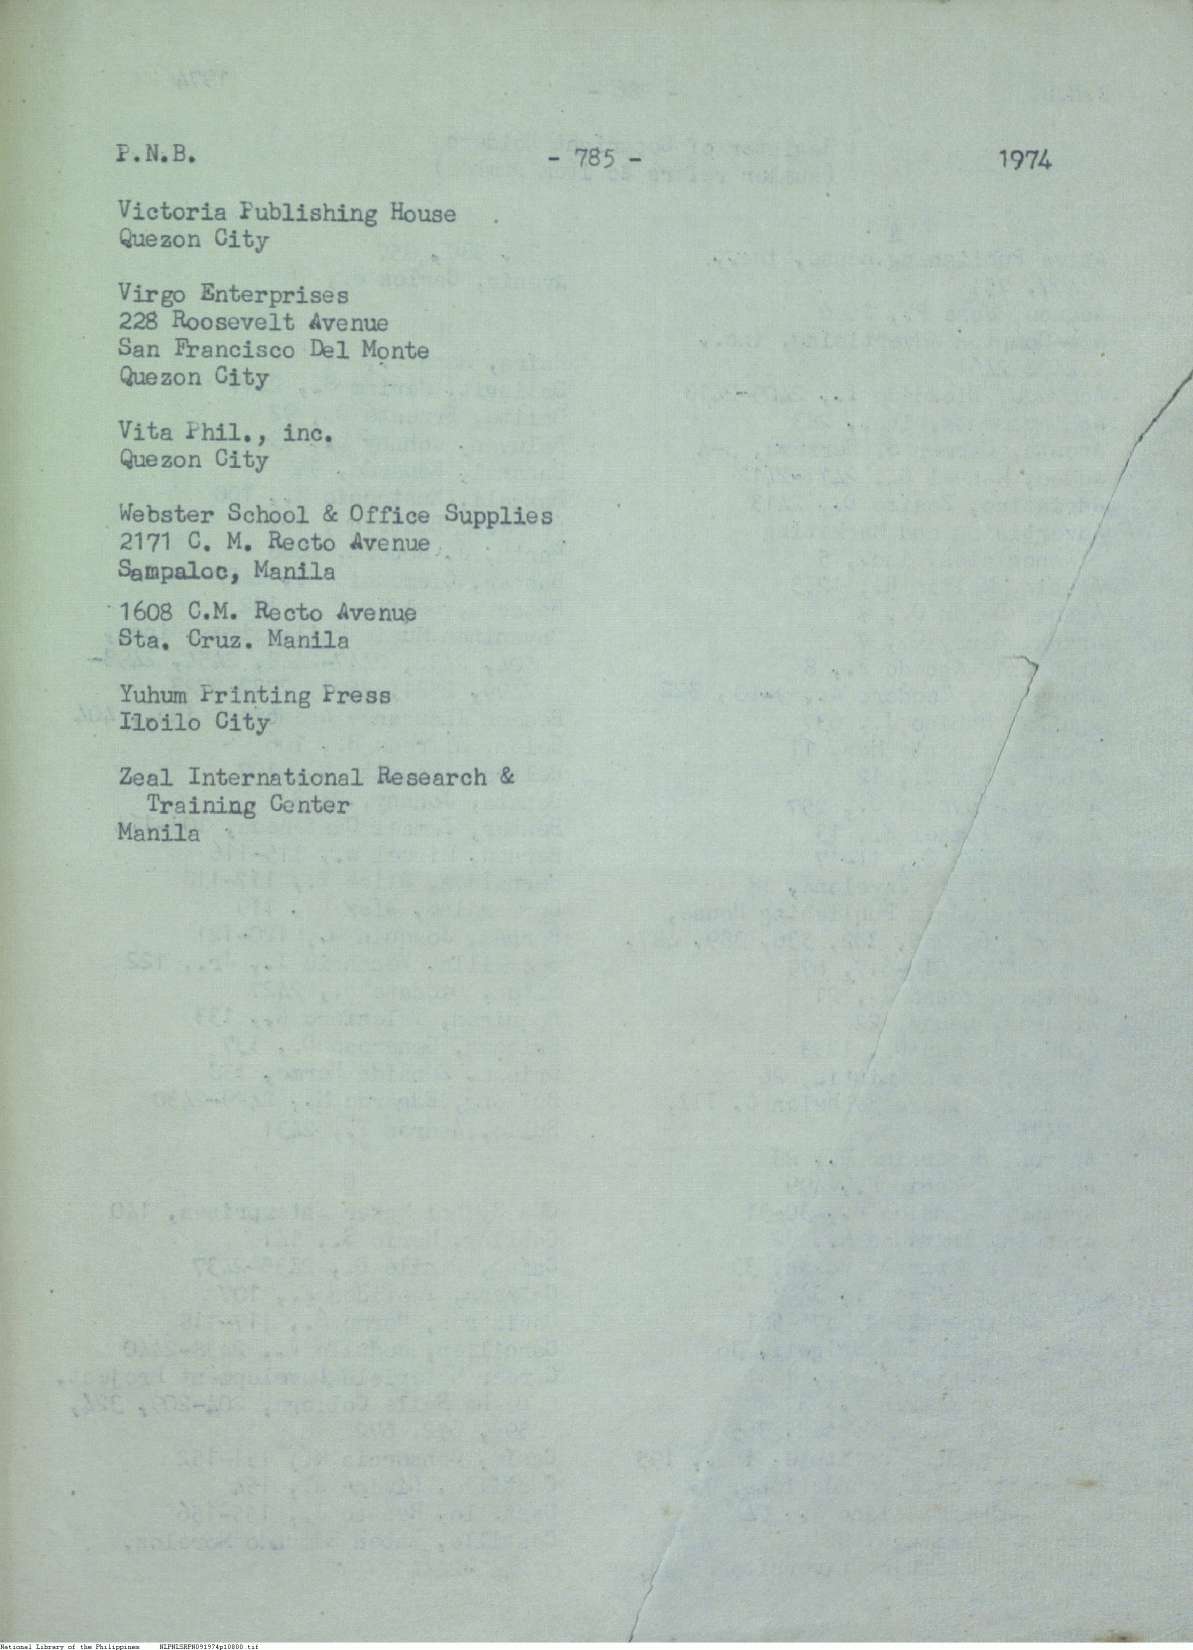 P.N.B. - 785 - 1974
Victoria Publishing House
Quezon City
Virgo Enterprises
228 Roosevelt Avenue
San Francisco Del Monte
Quezon City
Vita Phil., inc.
Quezon City
Webster School & Office Supplies
2171 C. M. Recto Avenue
Sampaloc, Manila
1608 C.M. Recto Avenue
Sta. Cruz. Manila
Yuhum Printing Press
Iloilo City
Zeal International Research &
Training Center
Manila
National Library of the Philippines NLPHLSRPN091974p10800.tif